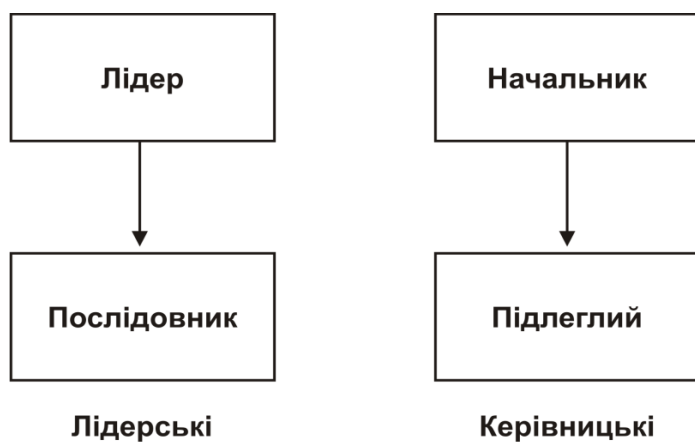 Лідер
Начальник
Послідовник
Підлеглий
Лідерські
Керівницькі